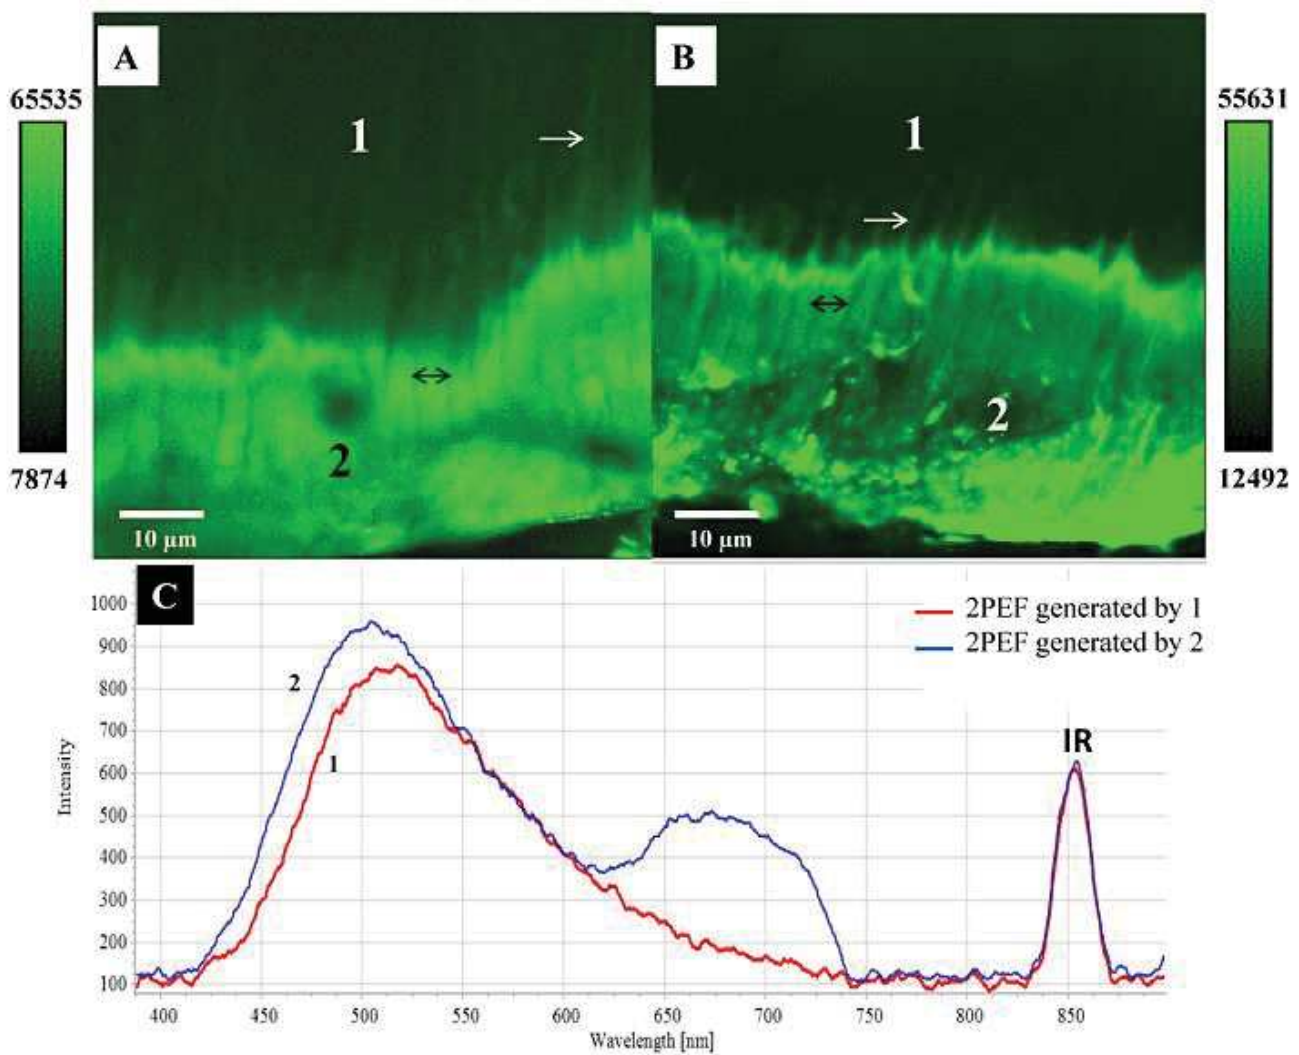 A
B
65535
55631
1
1
2
2
7874
12492
10 µm
10 µm
C
1000
900
800
700
600
500
400
300
200
100
Intensity
2PEF generated by 1
2PEF generated by 2
2
1
IR
400 450 500 550 600 650 700 750 800 850
Wavelength [nm]